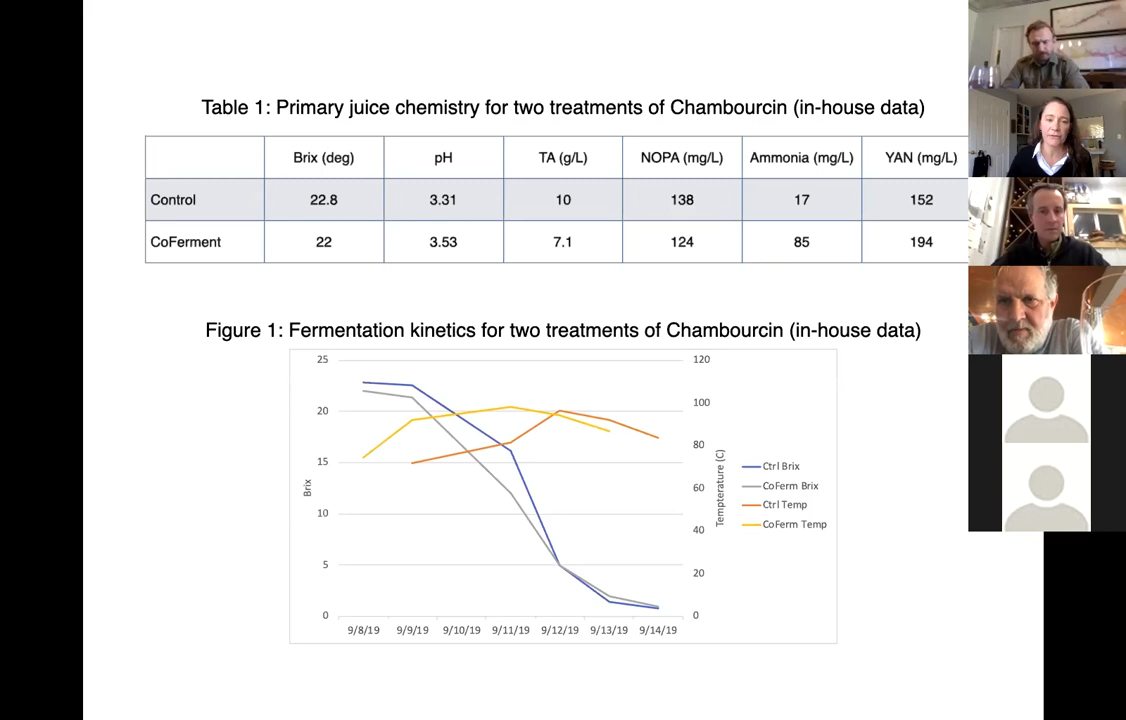 Table 1: Primary juice chemistry for two treatments of Chambourcin (in-house data)
Brix (deg) pH TA (g/L) NOPA (mg/L) Ammonia (mg/L) YAN (mg/L)
Control 22.8 3.31 10 138 17 152
CoFerment 22 3.53 7.1 124 85 194
Figure 1: Fermentation kinetics for two treatments of Chambourcin (in-house data)
25 120
20 100
15 80
10 60
5 40
0 20
0
Brix
Tempterature (C)
Ctrl Brix
CoFerm Brix
Ctrl Temp
CoFerm Temp
9/8/19 9/9/19 9/10/19 9/11/19 9/12/19 9/13/19 9/14/19